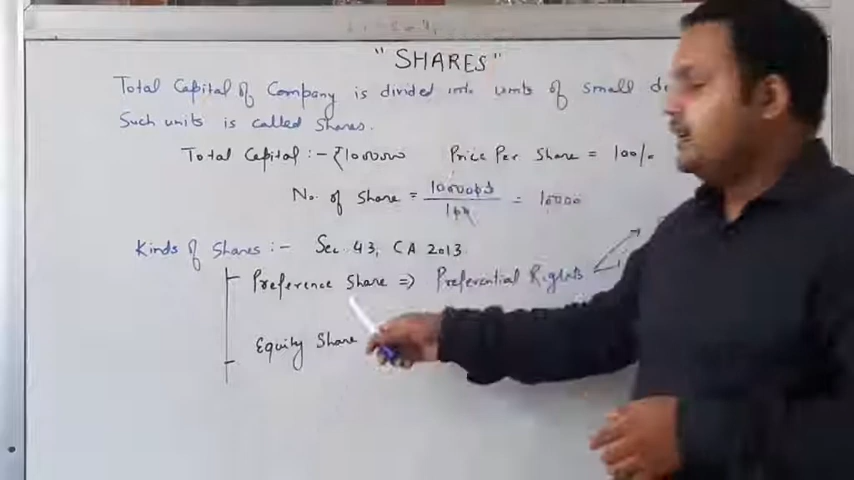 "SHARES"
Total Capital of Company is divided into units of small
Such units is called Shares.
Total Capital :- ₹1000000 Price Per Share = 100/.
No. of Share = 1000000 / 100 = 10000
Kinds of Shares :- Sec. 43, CA 2013
Preference Share => Preferential Rights
Equity Share